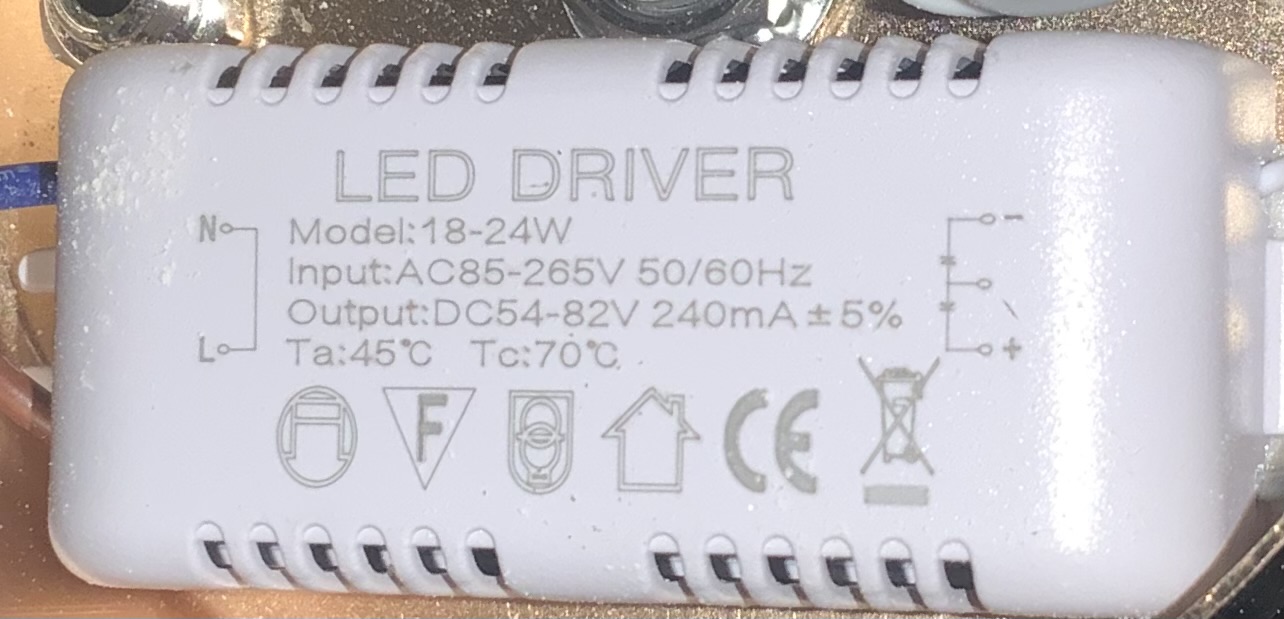 LED DRIVER
N
Model:18-24W
Input:AC85-265V 50/60Hz
Output:DC54-82V 240mA±5%
L
Ta:45℃ Tc:70℃
- 
+
F
CE